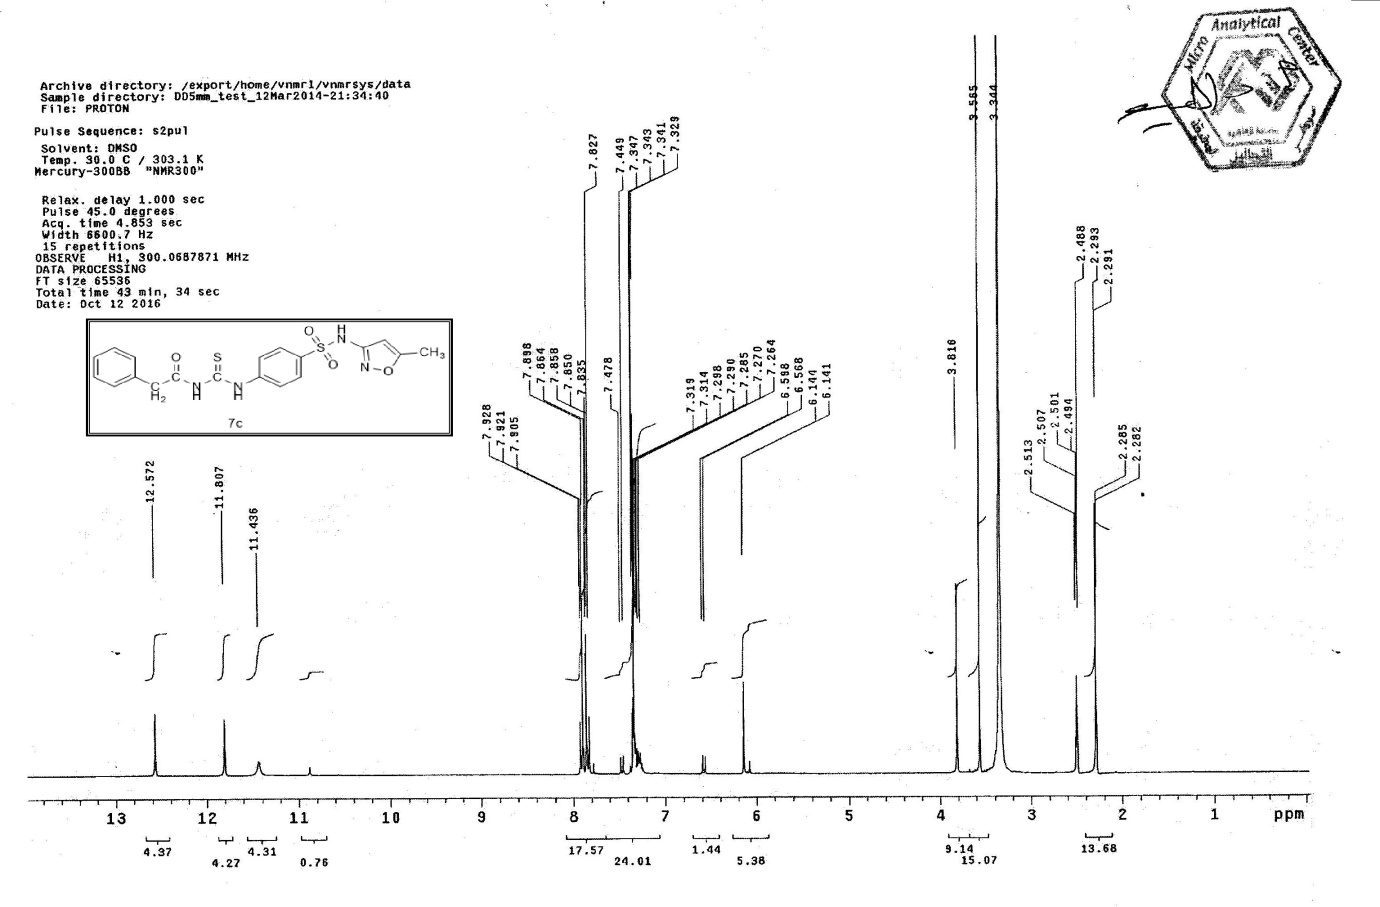 Archive directory: /export/home/vnmr1/vnmrsys/data
Sample directory: DD5mm_test_12Mar2014-21:34:40
File: PROTON
Pulse Sequence: s2pul
Solvent: DMSO
Temp. 30.0 C / 303.1 K
Mercury-300BB "NMR300"
Relax. delay 1.000 sec
Pulse 45.0 degrees
Acq. time 4.853 sec
Width 6600.7 Hz
15 repetitions
OBSERVE H1, 300.0687871 MHz
DATA PROCESSING
FT size 65536
Total time 43 min, 34 sec
Date: Oct 12 2016
Micro Analytical Center
O
S
N
H
O
S
O
H
N
N
O
CH3
C
H2
N
H
N
H
7c
12.572
11.807
11.436
7.928
7.921
7.905
7.898
7.864
7.858
7.850
7.835
7.827
7.478
7.449
7.347
7.343
7.341
7.329
7.319
7.314
7.298
7.290
7.285
7.270
7.264
6.598
6.568
6.144
6.141
3.816
3.565
3.344
2.513
2.507
2.501
2.494
2.488
2.293
2.291
2.285
2.282
13 12 11 10 9 8 7 6 5 4 3 2 1 ppm
4.37
4.27
4.31
0.76
17.57
24.01
1.44
5.38
9.14
15.07
13.68